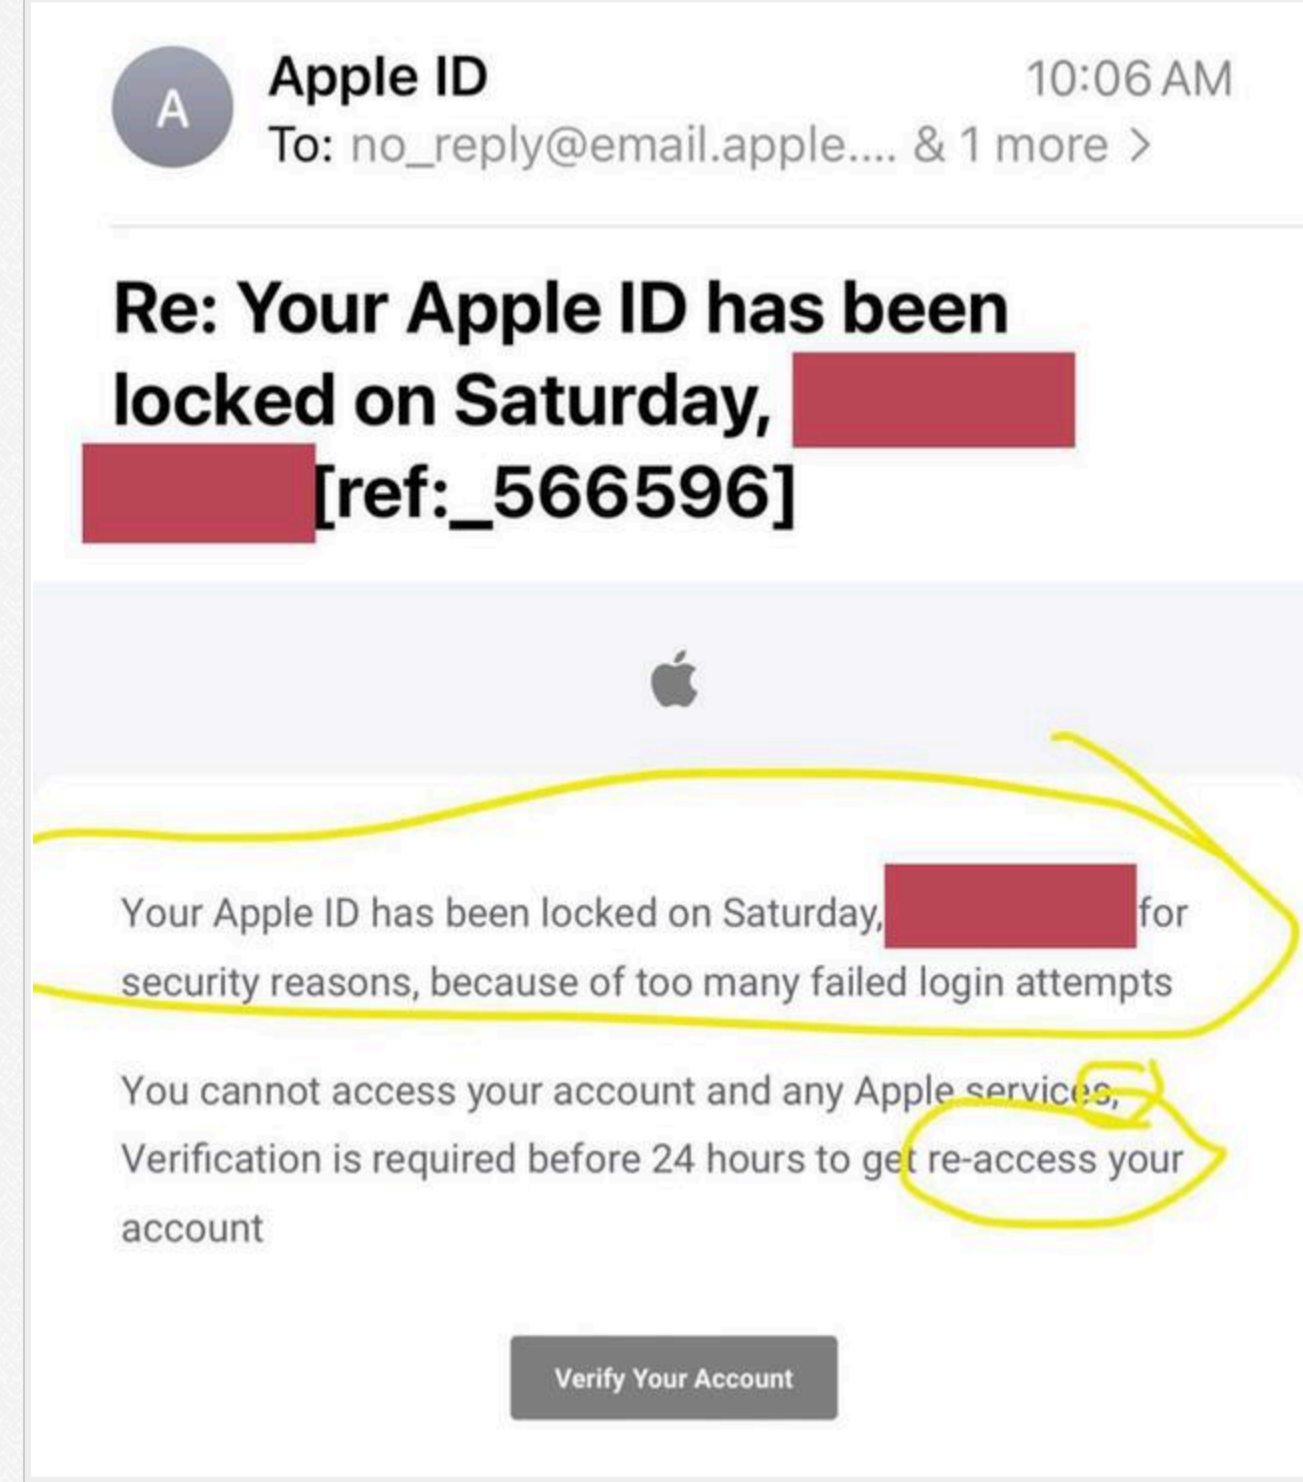 A
Apple ID 10:06 AM
To: no_reply@email.apple.... & 1 more >
Re: Your Apple ID has been
locked on Saturday,
[ref:_566596]
Your Apple ID has been locked on Saturday, for
security reasons, because of too many failed login attempts
You cannot access your account and any Apple services,
Verification is required before 24 hours to get re-access your
account
Verify Your Account